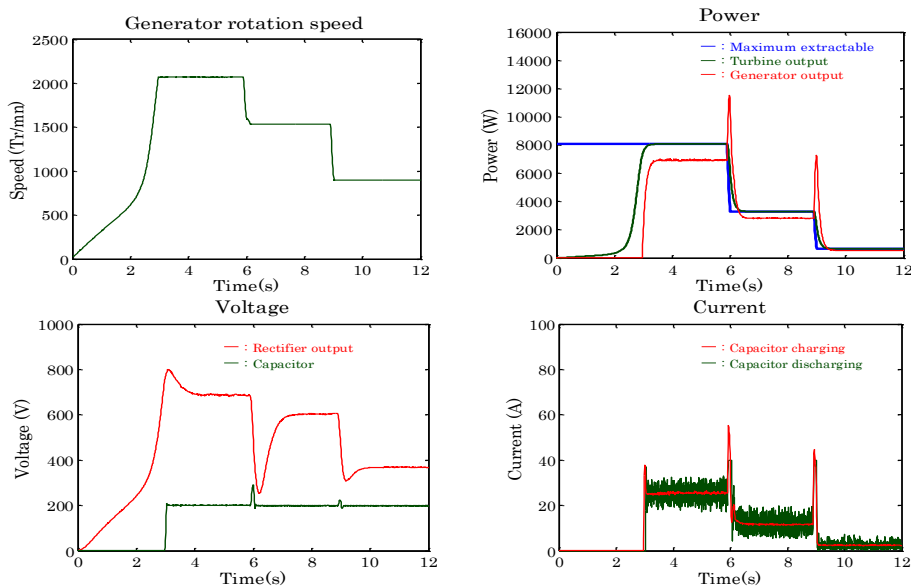 Generator rotation speed
2500
2000
1500
1000
500
0
Speed (Tr/mn)
0 2 4 6 8 10 12
Time(s)
Power
16000
14000
12000
10000
8000
6000
4000
2000
0
Power (W)
: Maximum extractable
: Turbine output
: Generator output
0 2 4 6 8 10 12
Time(s)
Voltage
1000
800
600
400
200
0
Voltage (V)
: Rectifier output
: Capacitor
0 2 4 6 8 10 12
Time(s)
Current
100
80
60
40
20
0
Current (A)
: Capacitor charging
: Capacitor discharging
0 2 4 6 8 10 12
Time(s)